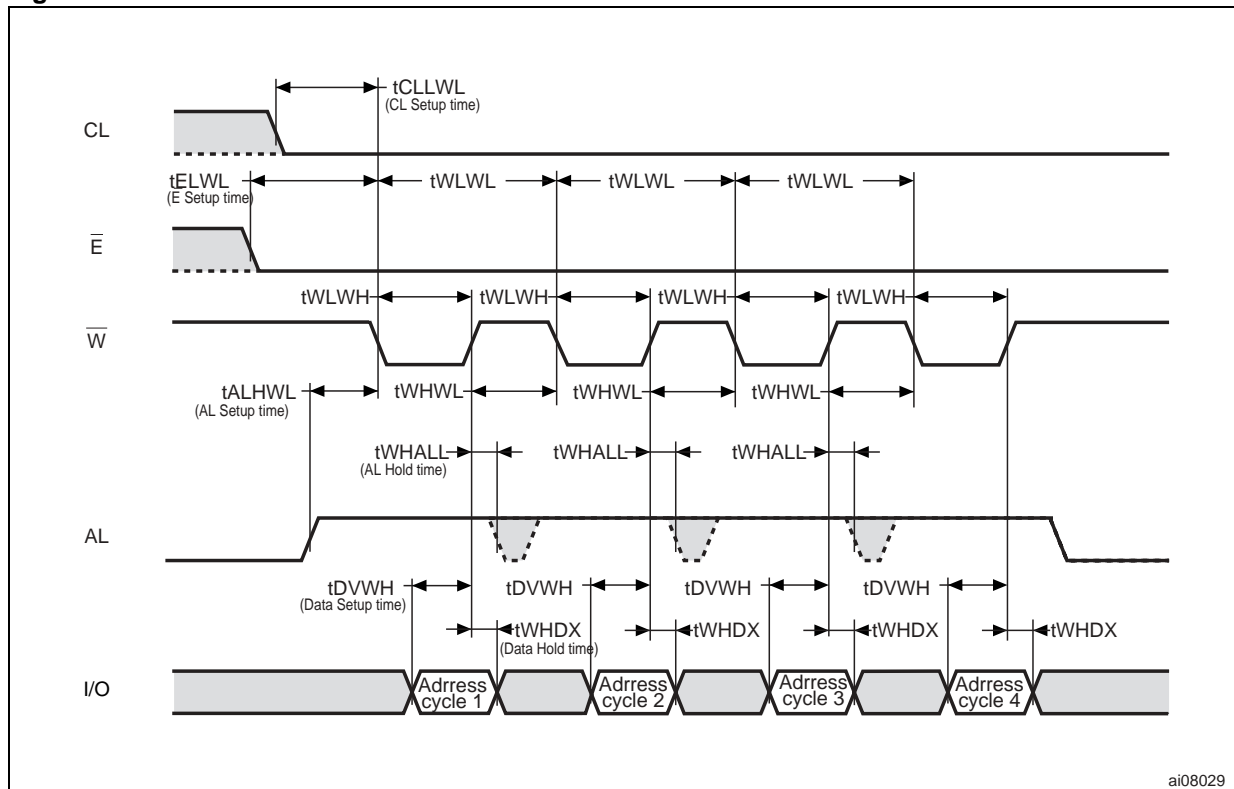 tCLLWL
(CL Setup time)
CL
tELWL
(E Setup time)
tWLWL
tWLWL
tWLWL
E
tWLWH
tWLWH
tWLWH
tWLWH
W
tALHWL
(AL Setup time)
tWHWL
tWHWL
tWHWL
tWHALL
(AL Hold time)
tWHALL
tWHALL
AL
tDVWH
(Data Setup time)
tDVWH
tDVWH
tDVWH
tWHDX
(Data Hold time)
tWHDX
tWHDX
tWHDX
I/O
Adrress
cycle 1
Adrress
cycle 2
Adrress
cycle 3
Adrress
cycle 4
ai08029